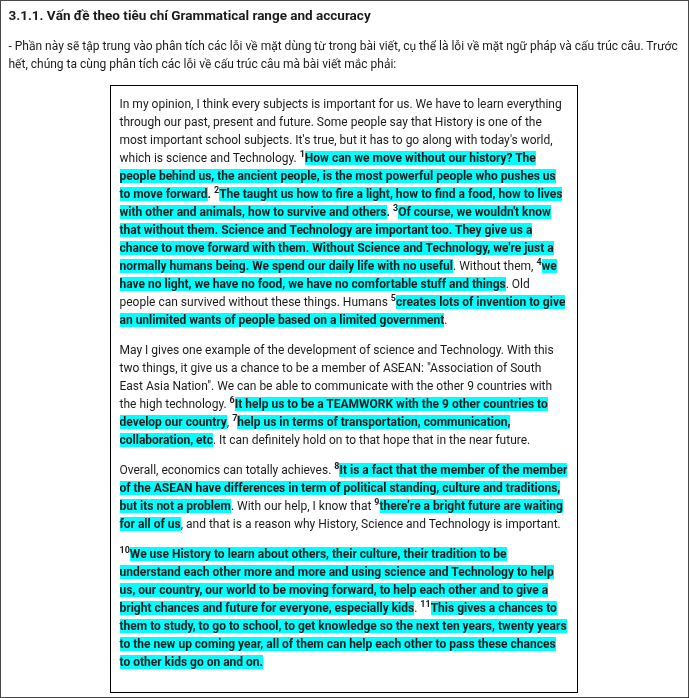 3.1.1. Vấn đề theo tiêu chí Grammatical range and accuracy
- Phần này sẽ tập trung vào phân tích các lỗi về mặt dùng từ trong bài viết, cụ thể là lỗi về mặt ngữ pháp và cấu trúc câu. Trước
hết, chúng ta cùng phân tích các lỗi về cấu trúc câu mà bài viết mắc phải:
In my opinion, I think every subjects is important for us. We have to learn everything
through our past, present and future. Some people say that History is one of the
most important school subjects. It's true, but it has to go along with today's world,
which is science and Technology. ¹How can we move without our history? The
people behind us, the ancient people, is the most powerful people who pushes us
to move forward. ²The taught us how to fire a light, how to find a food, how to lives
with other and animals, how to survive and others. ³Of course, we wouldn't know
that without them. Science and Technology are important too. They give us a
chance to move forward with them. Without Science and Technology, we're just a
normally humans being. We spend our daily life with no useful. Without them, ⁴we
have no light, we have no food, we have no comfortable stuff and things. Old
people can survived without these things. Humans ⁵creates lots of invention to give
an unlimited wants of people based on a limited government.
May I gives one example of the development of science and Technology. With this
two things, it give us a chance to be a member of ASEAN: "Association of South
East Asia Nation". We can be able to communicate with the other 9 countries with
the high technology. ⁶It help us to be a TEAMWORK with the 9 other countries to
develop our country, ⁷help us in terms of transportation, communication,
collaboration, etc. It can definitely hold on to that hope that in the near future.
Overall, economics can totally achieves. ⁸It is a fact that the member of the member
of the ASEAN have differences in term of political standing, culture and traditions,
but its not a problem. With our help, I know that ⁹there're a bright future are waiting
for all of us, and that is a reason why History, Science and Technology is important.
¹⁰We use History to learn about others, their culture, their tradition to be
understand each other more and more and using science and Technology to help
us, our country, our world to be moving forward, to help each other and to give a
bright chances and future for everyone, especially kids. ¹¹This gives a chances to
them to study, to go to school, to get knowledge so the next ten years, twenty years
to the new up coming year, all of them can help each other to pass these chances
to other kids go on and on.